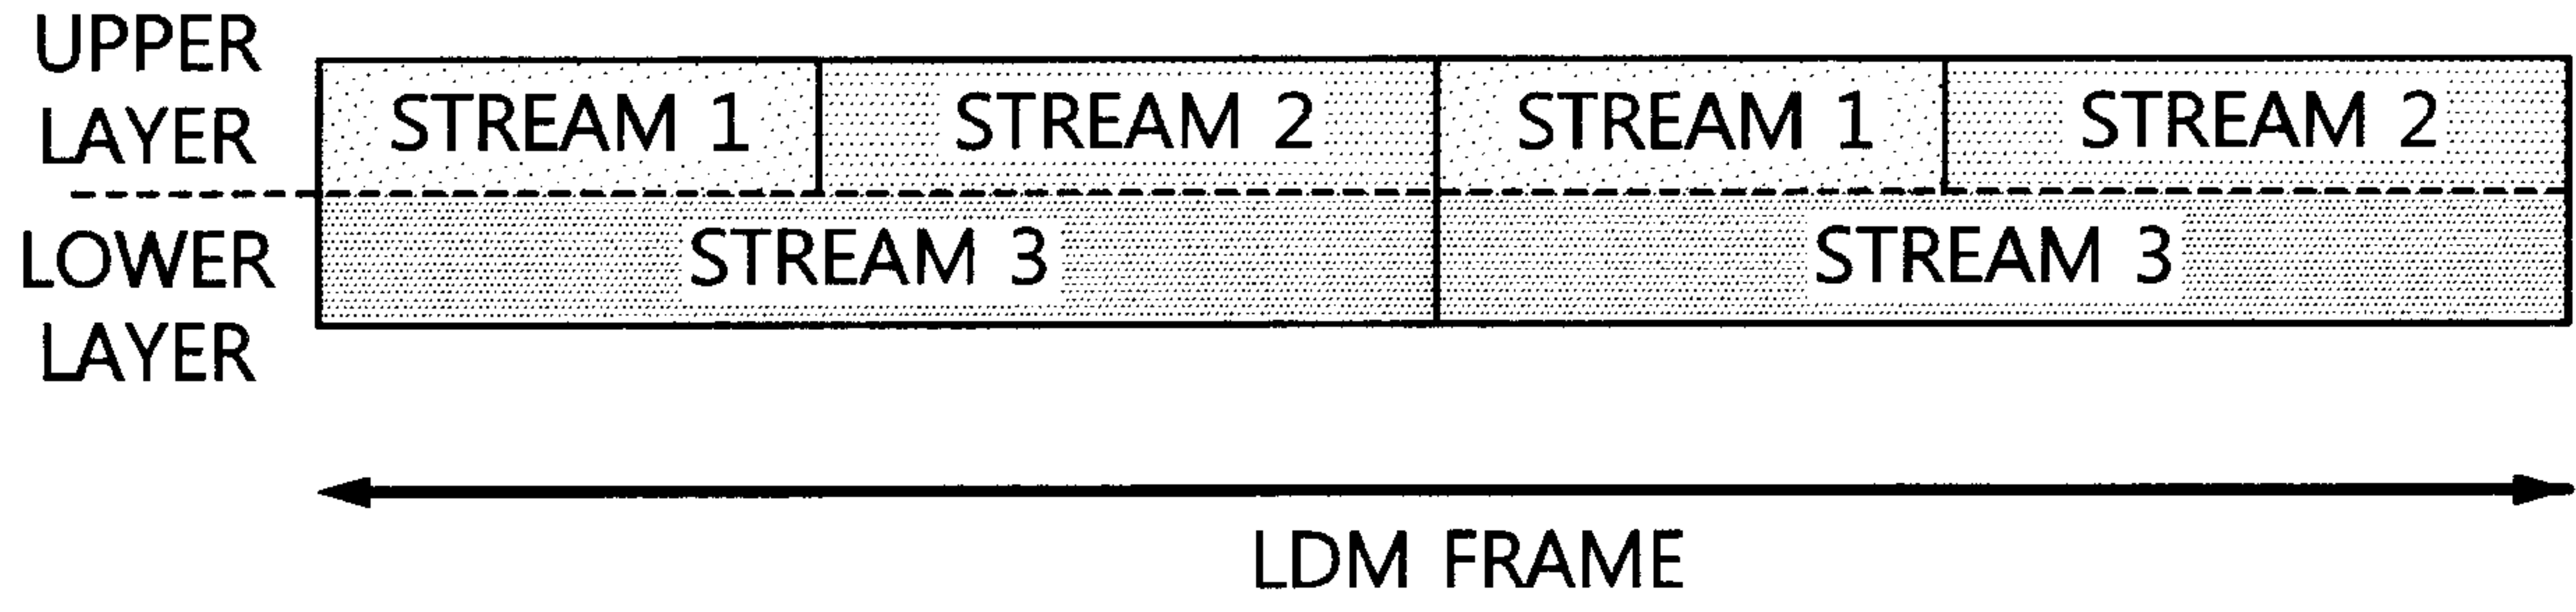 UPPER
LAYER
STREAM 1 STREAM 2 STREAM 1 STREAM 2
LOWER
LAYER
STREAM 3 STREAM 3
LDM FRAME